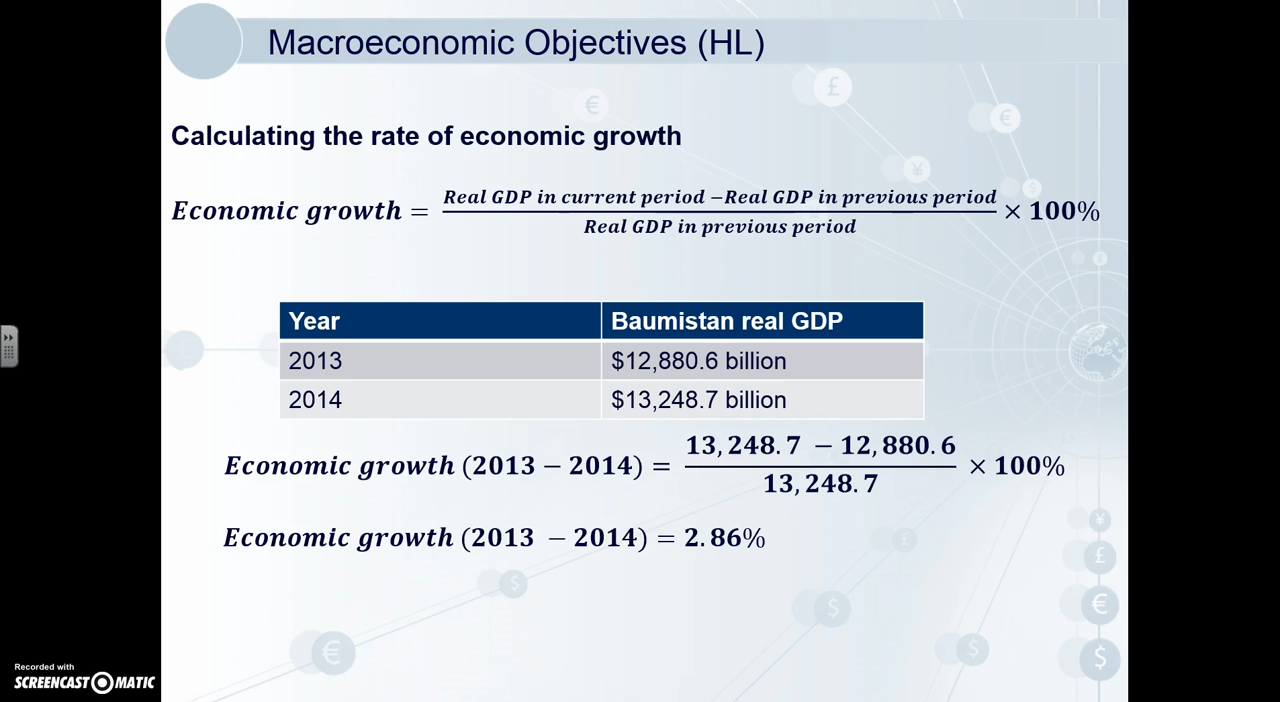 Macroeconomic Objectives (HL)
Calculating the rate of economic growth
Economic growth = (Real GDP in current period − Real GDP in previous period) / (Real GDP in previous period) × 100%
Year Baumistan real GDP
2013 $12,880.6 billion
2014 $13,248.7 billion
Economic growth (2013 − 2014) = (13,248.7 − 12,880.6) / (13,248.7) × 100%
Economic growth (2013 − 2014) = 2.86%
Recorded with
SCREENCAST-O-MATIC